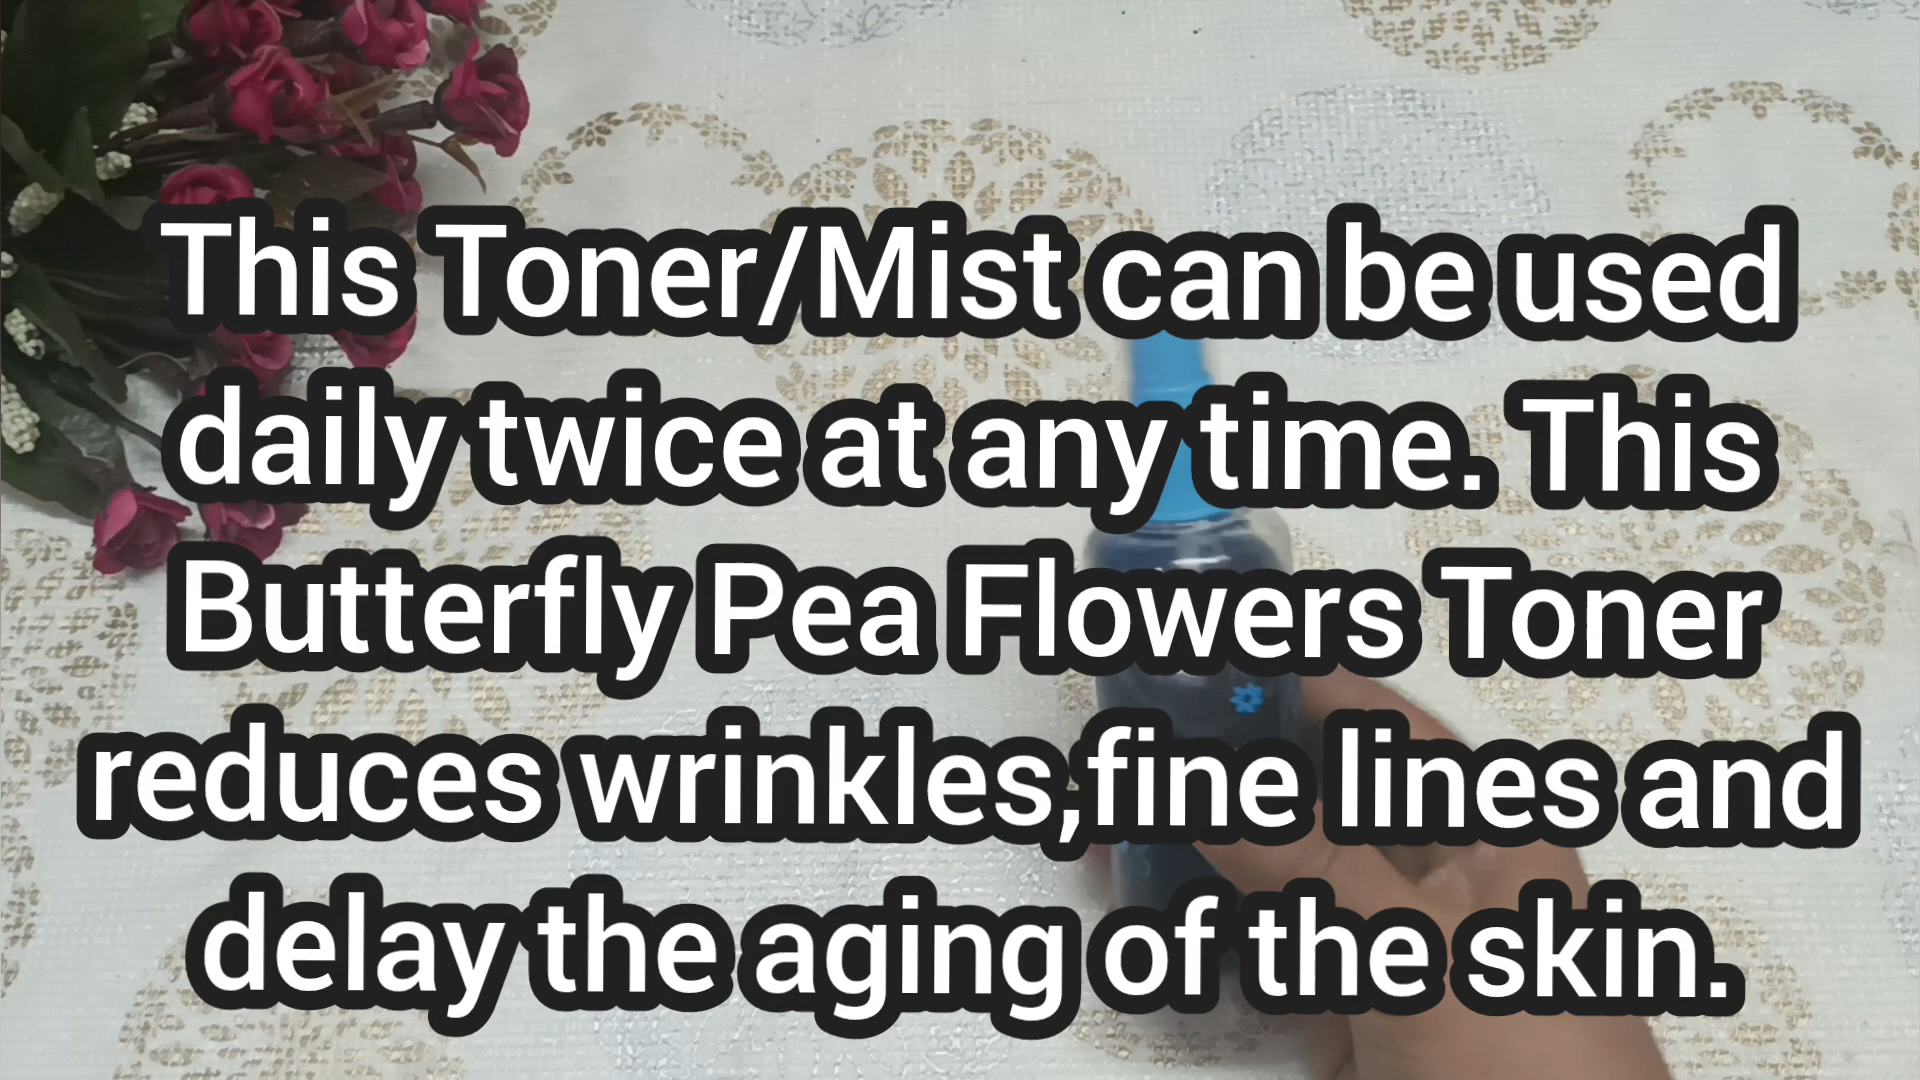 This Toner/Mist can be used
daily twice at any time. This
Butterfly Pea Flowers Toner
reduces wrinkles,fine lines and
delay the aging of the skin.